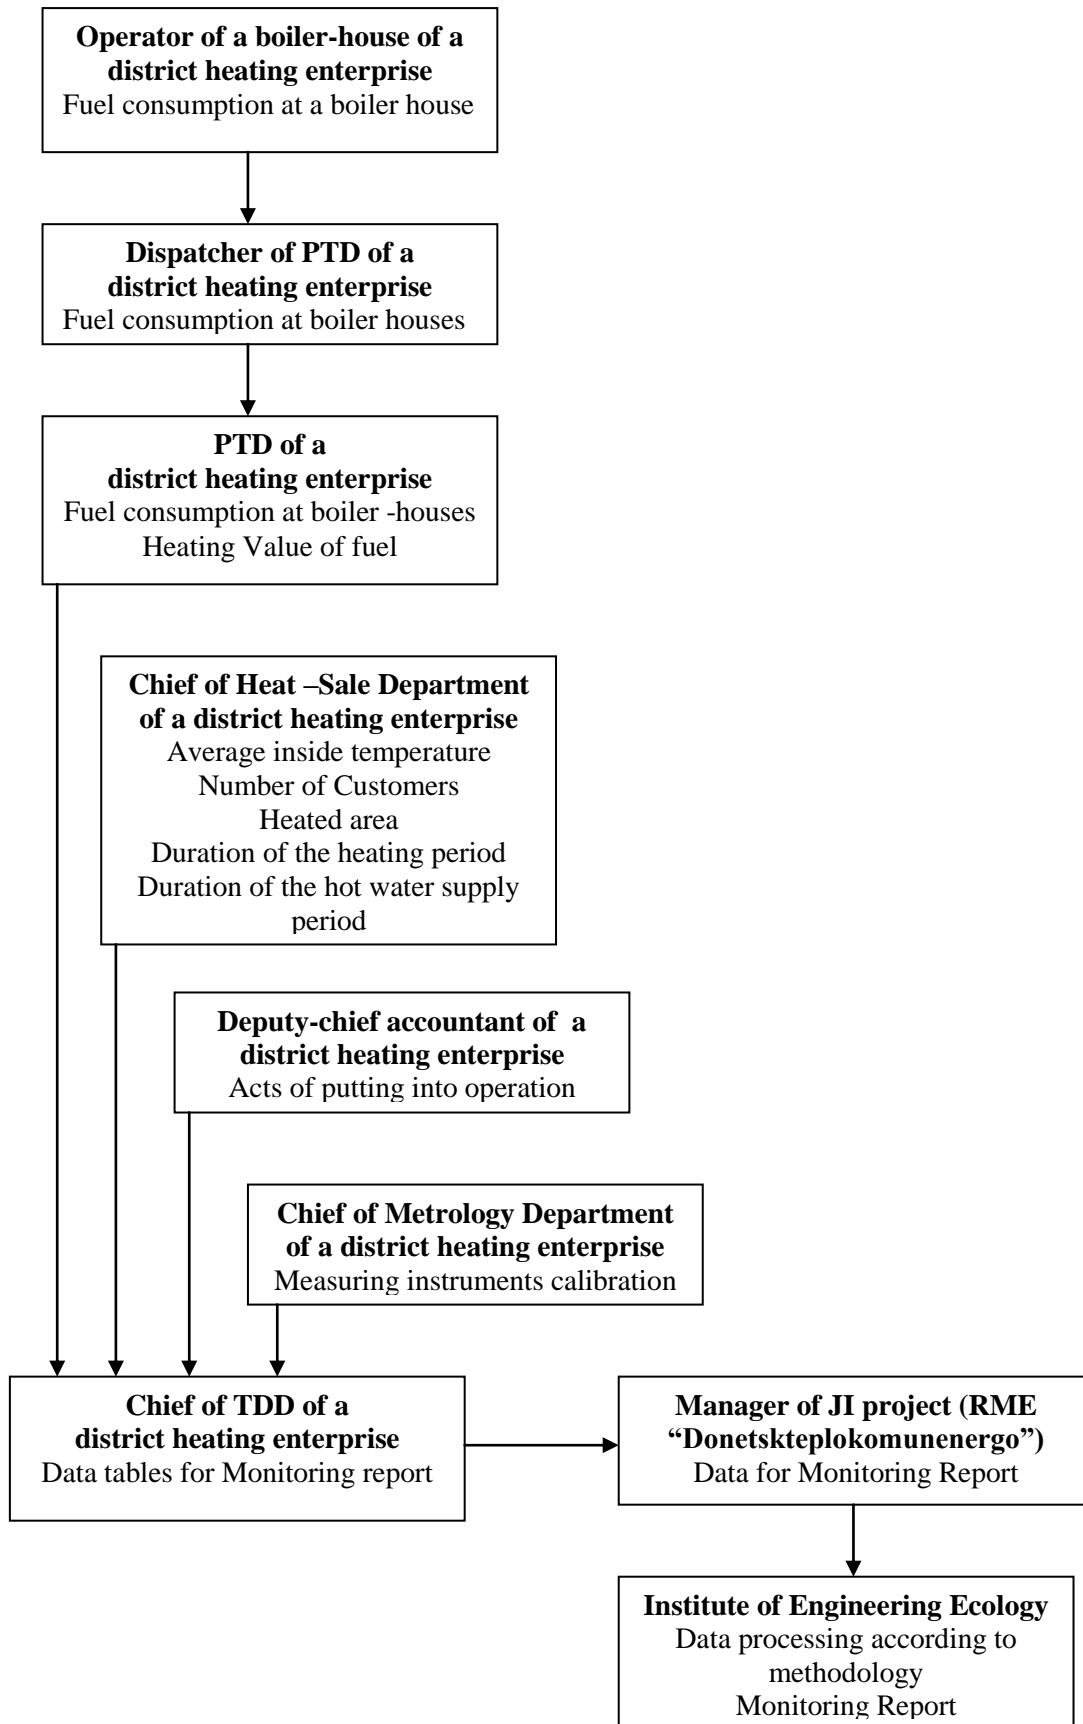 Operator of a boiler-house of a
district heating enterprise
Fuel consumption at a boiler house
Dispatcher of PTD of a
district heating enterprise
Fuel consumption at boiler houses
PTD of a
district heating enterprise
Fuel consumption at boiler -houses
Heating Value of fuel
Chief of Heat –Sale Department
of a district heating enterprise
Average inside temperature
Number of Customers
Heated area
Duration of the heating period
Duration of the hot water supply
period
Deputy-chief accountant of  a
district heating enterprise
Acts of putting into operation
Chief of Metrology Department
of a district heating enterprise
Measuring instruments calibration
Chief of TDD of a
district heating enterprise
Data tables for Monitoring report
Manager of JI project (RME
“Donetskteplokomunenergo”)
Data for Monitoring Report
Institute of Engineering Ecology
Data processing according to
methodology
Monitoring Report